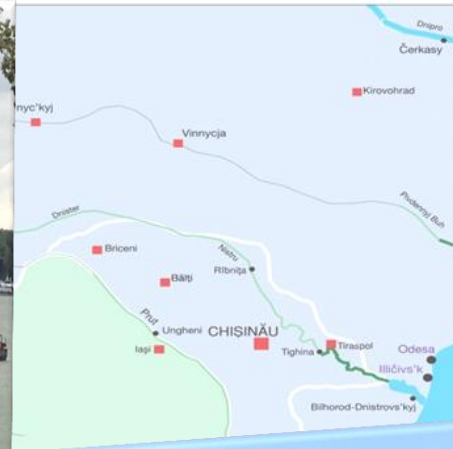 Dnipro
Čerkasy
Kirovohrad
nyc'kyj
Vinnycja
Pivdennyj Buh
Dnister
Briceni
Nistru
Rîbnița
Bălți
Prut
Ungheni
CHIȘINĂU
Iași
Tighina
Tiraspol
Odesa
Illičivs'k
Bilhorod-Dnistrovs'kyj